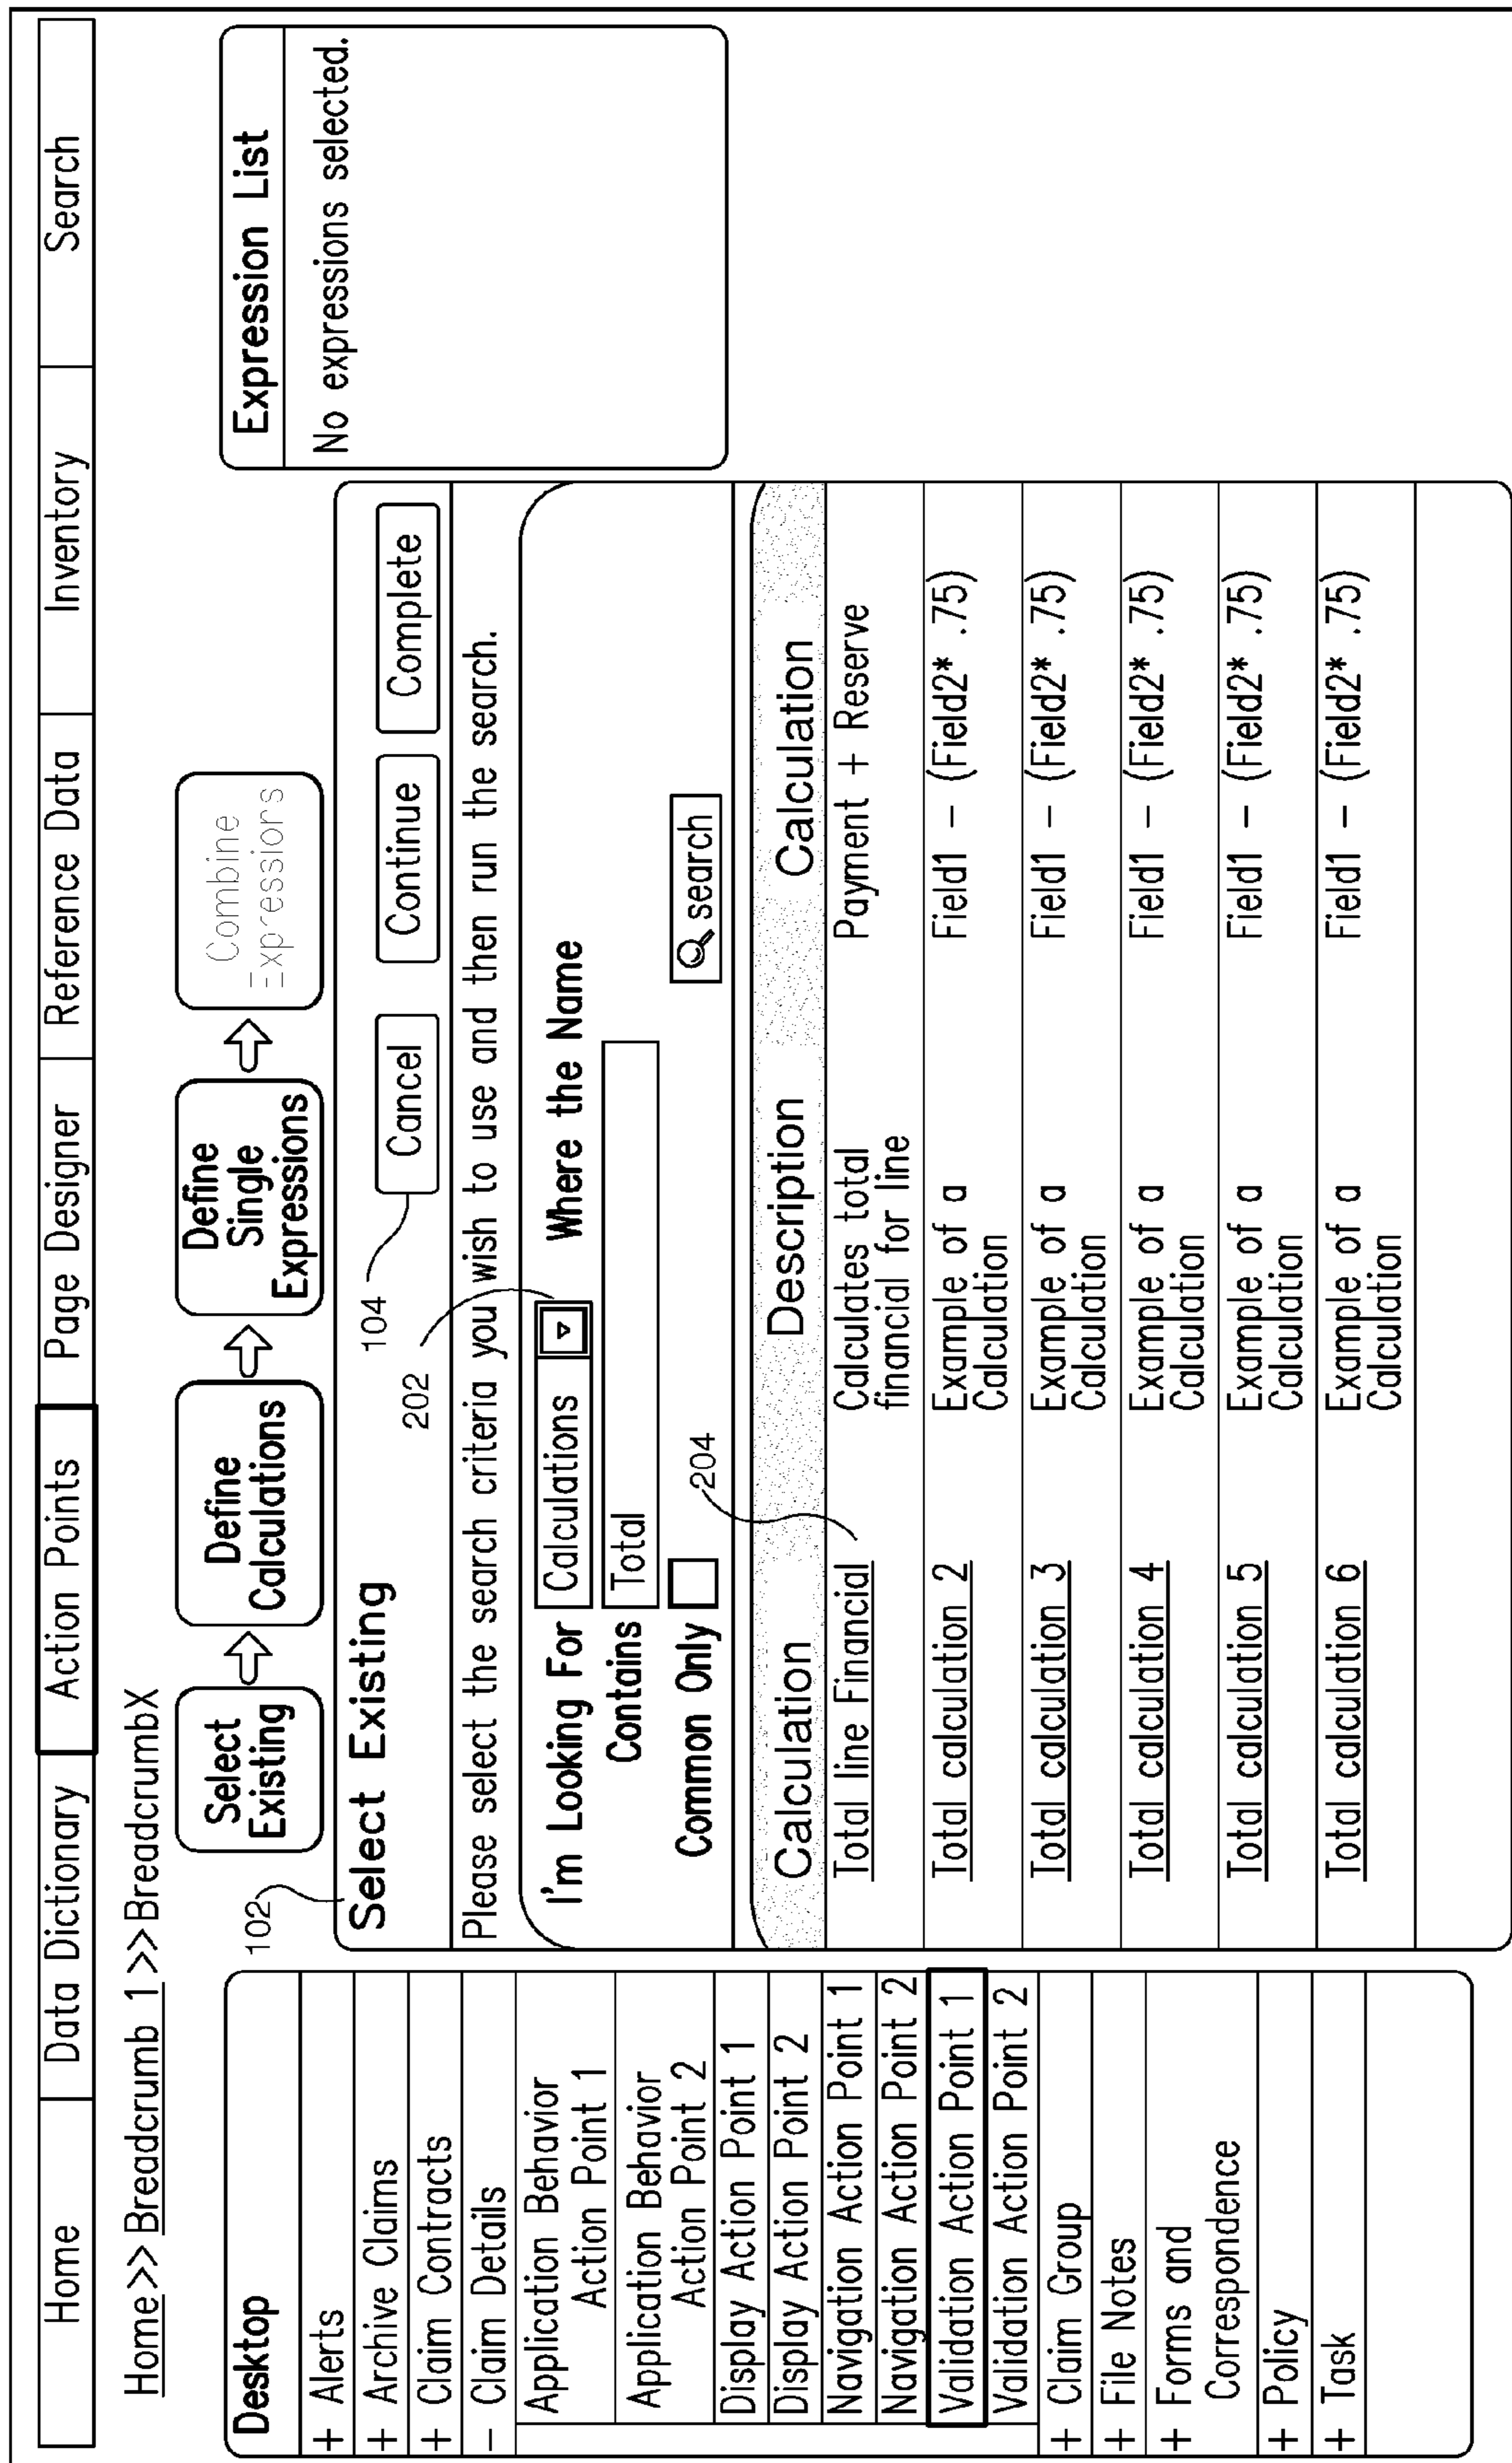 Home
Data Dictionary
Action Points
Page Designer
Reference Data
Inventory
Search
Home>> Breadcrumb 1 >>BreadcrumbX
Desktop
+ Alerts
+ Archive Claims
+ Claim Contracts
- Claim Details
Application Behavior
Action Point 1
Application Behavior
Action Point 2
Display Action Point 1
Display Action Point 2
Navigation Action Point 1
Navigation Action Point 2
Validation Action Point 1
Validation Action Point 2
+ Claim Group
+ File Notes
+ Forms and
Correspondence
+ Policy
+ Task
Select
Existing
Define
Calculations
Define
Single
Expressions
Combine
Expressions
102
Select Existing
104
Cancel
Continue
Complete
202
Please select the search criteria you wish to use and then run the search.
I'm Looking For
Calculations
Where the Name
Contains
Total
Common Only
search
204
Calculation
Description
Calculation
Total line Financial
Calculates total
financial for line
Payment + Reserve
Total calculation 2
Example of a
Calculation
Field1 – (Field2* .75)
Total calculation 3
Example of a
Calculation
Field1 – (Field2* .75)
Total calculation 4
Example of a
Calculation
Field1 – (Field2* .75)
Total calculation 5
Example of a
Calculation
Field1 – (Field2* .75)
Total calculation 6
Example of a
Calculation
Field1 – (Field2* .75)
Expression List
No expressions selected.